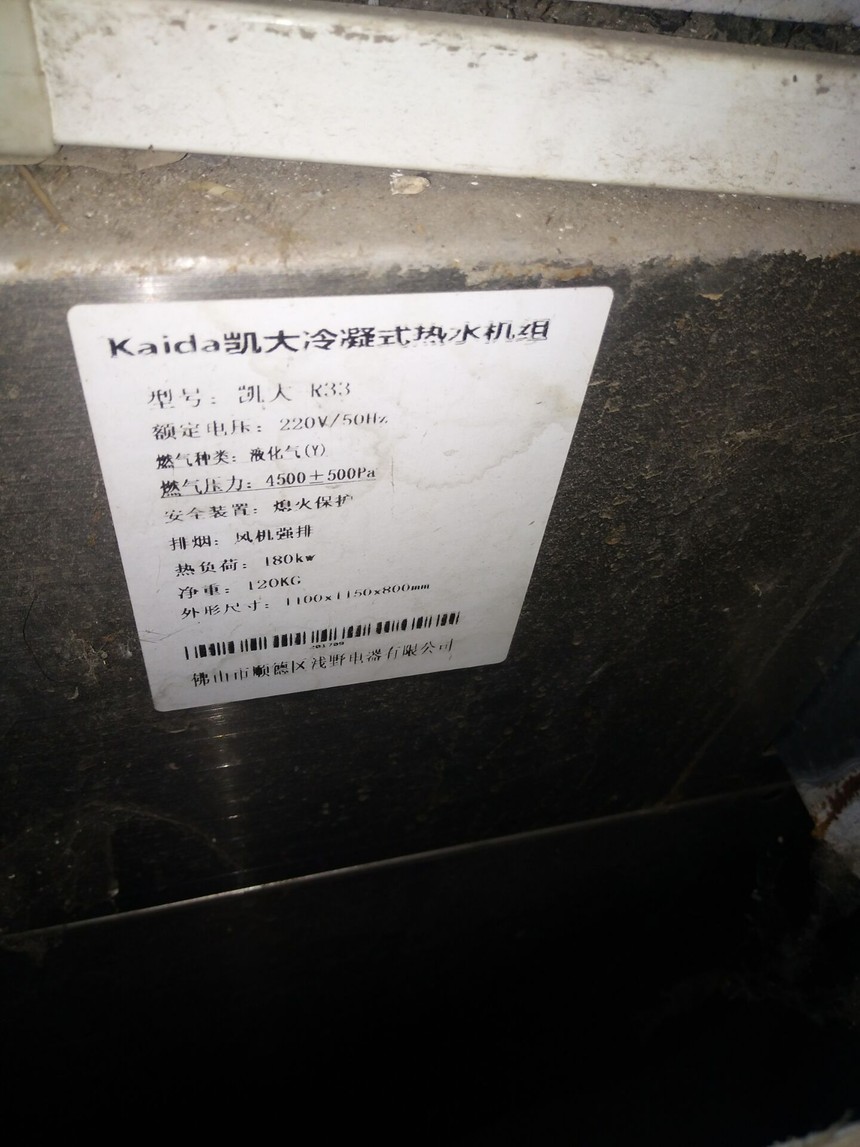 Kaida凯大冷凝式热水机组
型号：凯大 R33
额定电压：220V/50Hz
燃气种类：液化气(Y)
燃气压力：4500±500Pa
安全装置：熄火保护
排烟：风机强排
热负荷：180kw
净重：120KG
外形尺寸：1100x1150x800mm
201709
佛山市顺德区浅野电器有限公司